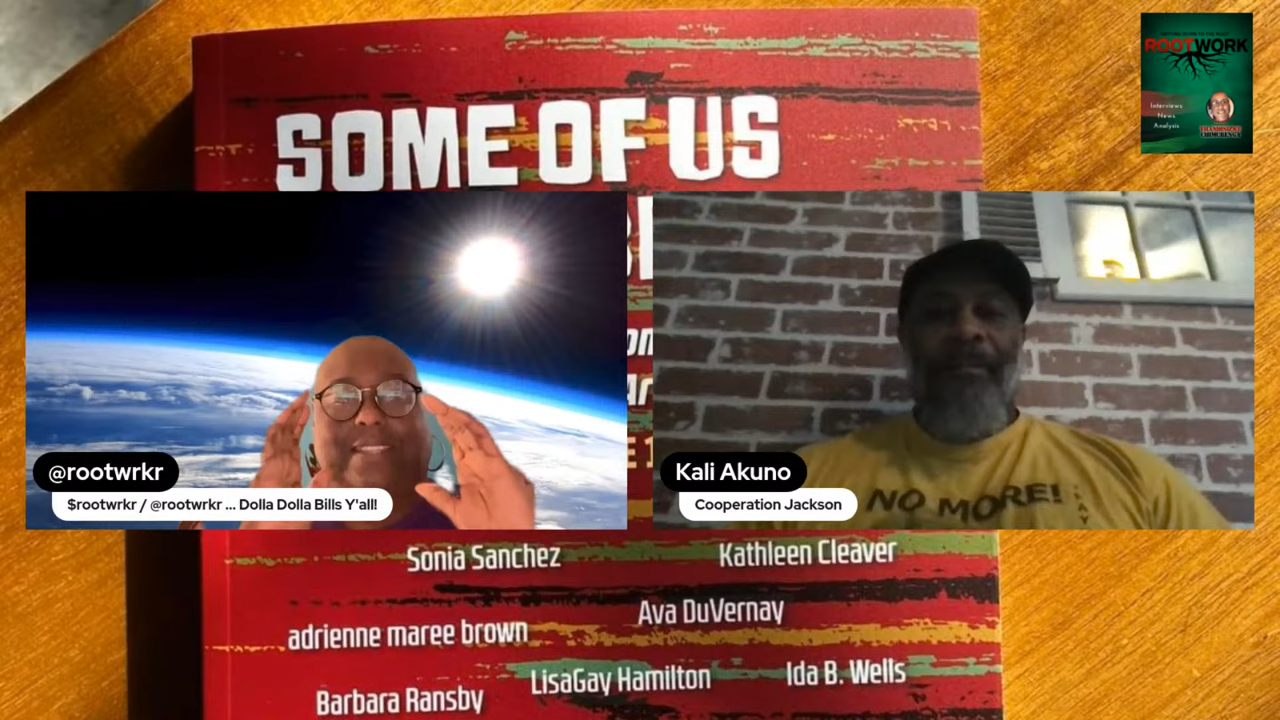 SOME OF US
ROOTWORK
Interviews
News
Analysis
@rootwrkr
$rootwrkr / @rootwrkr ... Dolla Dolla Bills Y'all!
Kali Akuno
Cooperation Jackson
NO MORE!
Sonia Sanchez
Kathleen Cleaver
Ava DuVernay
adrienne maree brown
LisaGay Hamilton
Ida B. Wells
Barbara Ransby